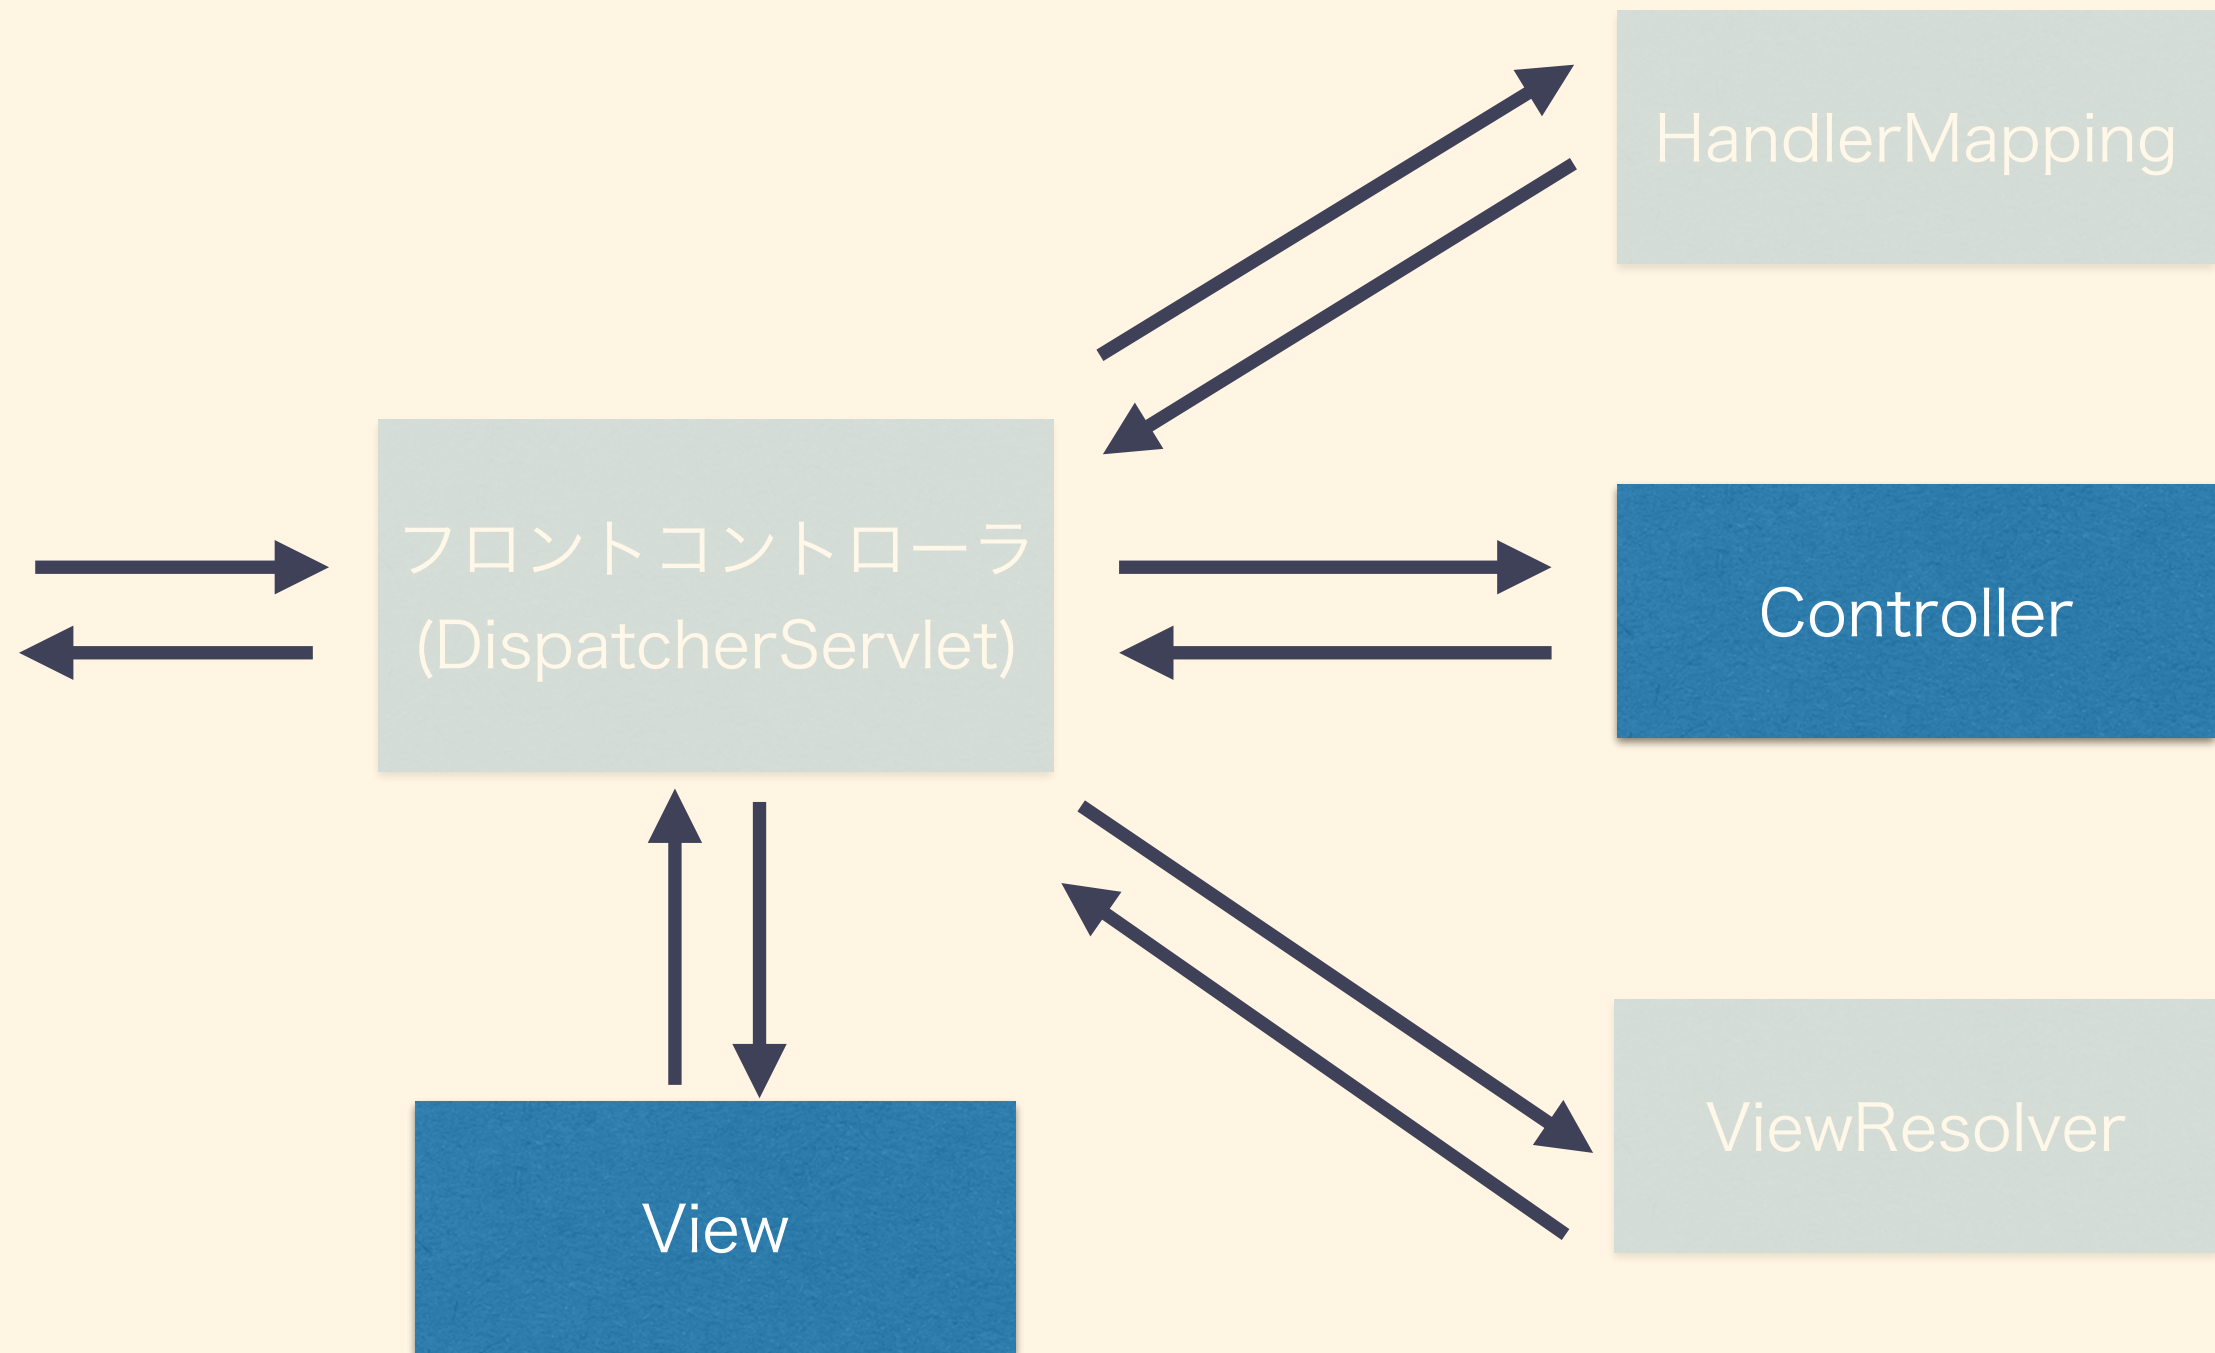 HandlerMapping
フロントコントローラ
(DispatcherServlet)
Controller
ViewResolver
View